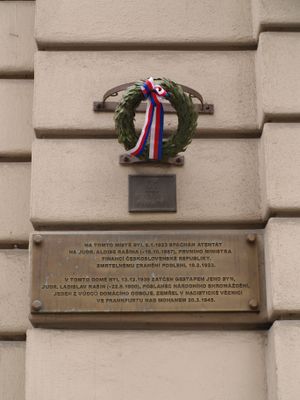 NA TOMTO MÍSTĚ BYL 5.1.1923 SPÁCHÁN ATENTÁT
NA JUDR. ALOISE RAŠÍNA (*18.10.1867), PRVNÍHO MINISTRA
FINANCÍ ČESKOSLOVENSKÉ REPUBLIKY.
SMRTELNÉMU ZRANĚNÍ PODLEHL 18.2.1923.
V TOMTO DOMĚ BYL 13.12.1939 ZATČEN GESTAPEM JEHO SYN,
JUDR. LADISLAV RAŠÍN (*22.6.1900), POSLANEC NÁRODNÍHO SHROMÁŽDĚNÍ,
JEDEN Z VŮDCŮ DOMÁCÍHO ODBOJE. ZEMŘEL V NACISTICKÉ VĚZNICI
VE FRANKFURTU NAD MOHANEM 20.3.1945.